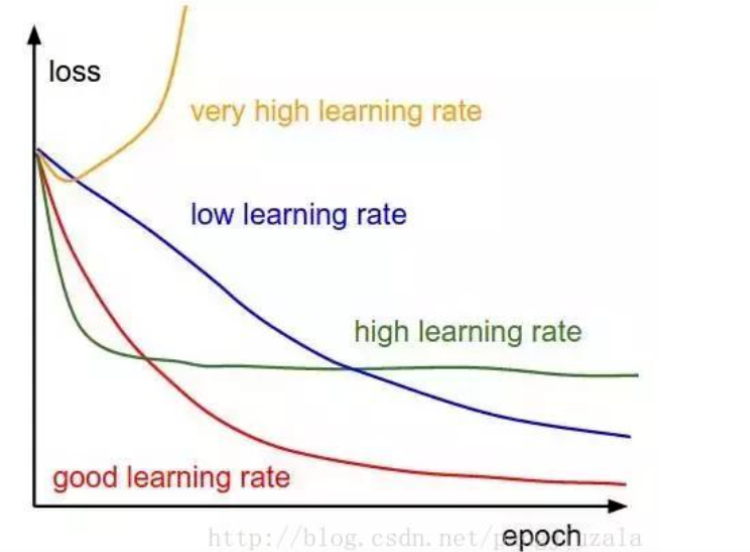 loss
very high learning rate
low learning rate
high learning rate
good learning rate
epoch